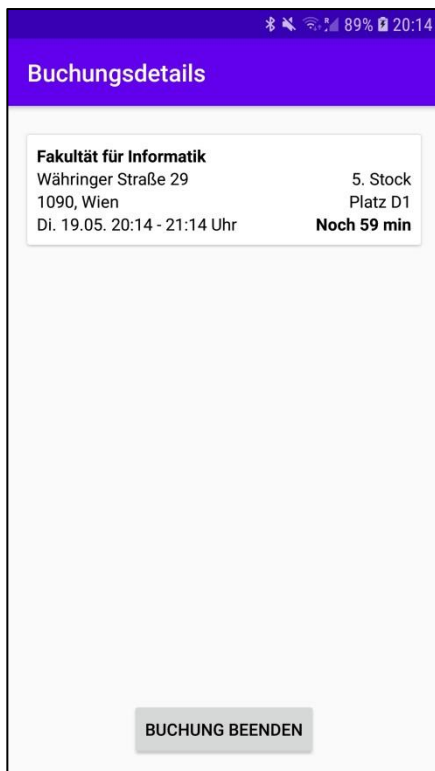 89% 20:14
Buchungsdetails
Fakultät für Informatik
Währinger Straße 29 5. Stock
1090, Wien Platz D1
Di. 19.05. 20:14 - 21:14 Uhr Noch 59 min
BUCHUNG BEENDEN